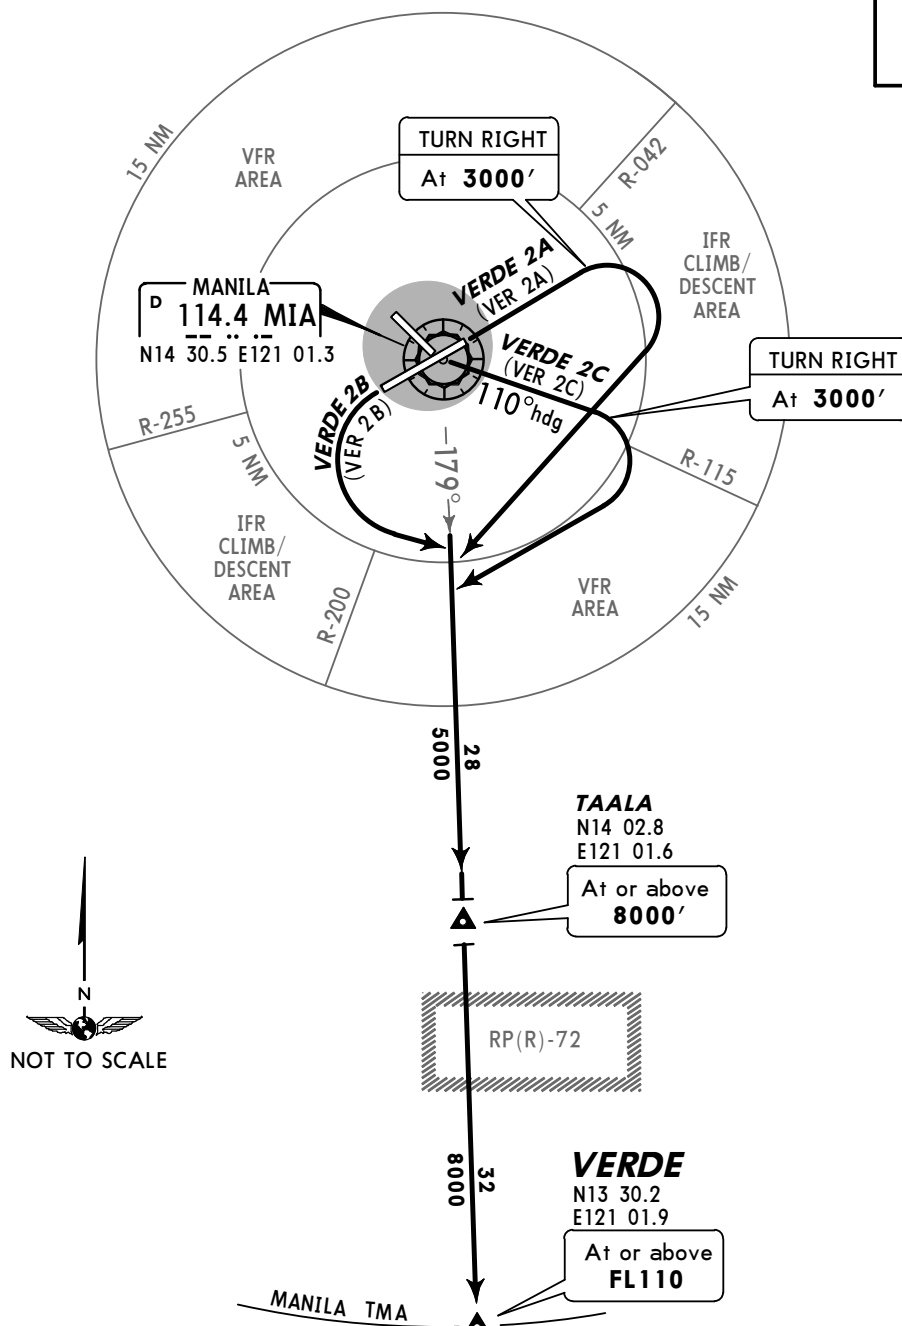 15 NM
VFR
AREA
TURN RIGHT
At 3000′
R-042
5 NM
IFR
CLIMB/
DESCENT
AREA
MANILA
D 114.4 MIA
N14 30.5 E121 01.3
VERDE 2A
(VER 2A)
VERDE 2C
(VER 2C)
110°hdg
TURN RIGHT
At 3000′
VERDE 2B
(VER 2B)
R-255
5 NM
179°
R-115
IFR
CLIMB/
DESCENT
AREA
R-200
VFR
AREA
15 NM
28
5000
TAALA
N14 02.8
E121 01.6
At or above
8000′
N
NOT TO SCALE
RP(R)-72
32
8000
VERDE
N13 30.2
E121 01.9
At or above
FL110
MANILA TMA